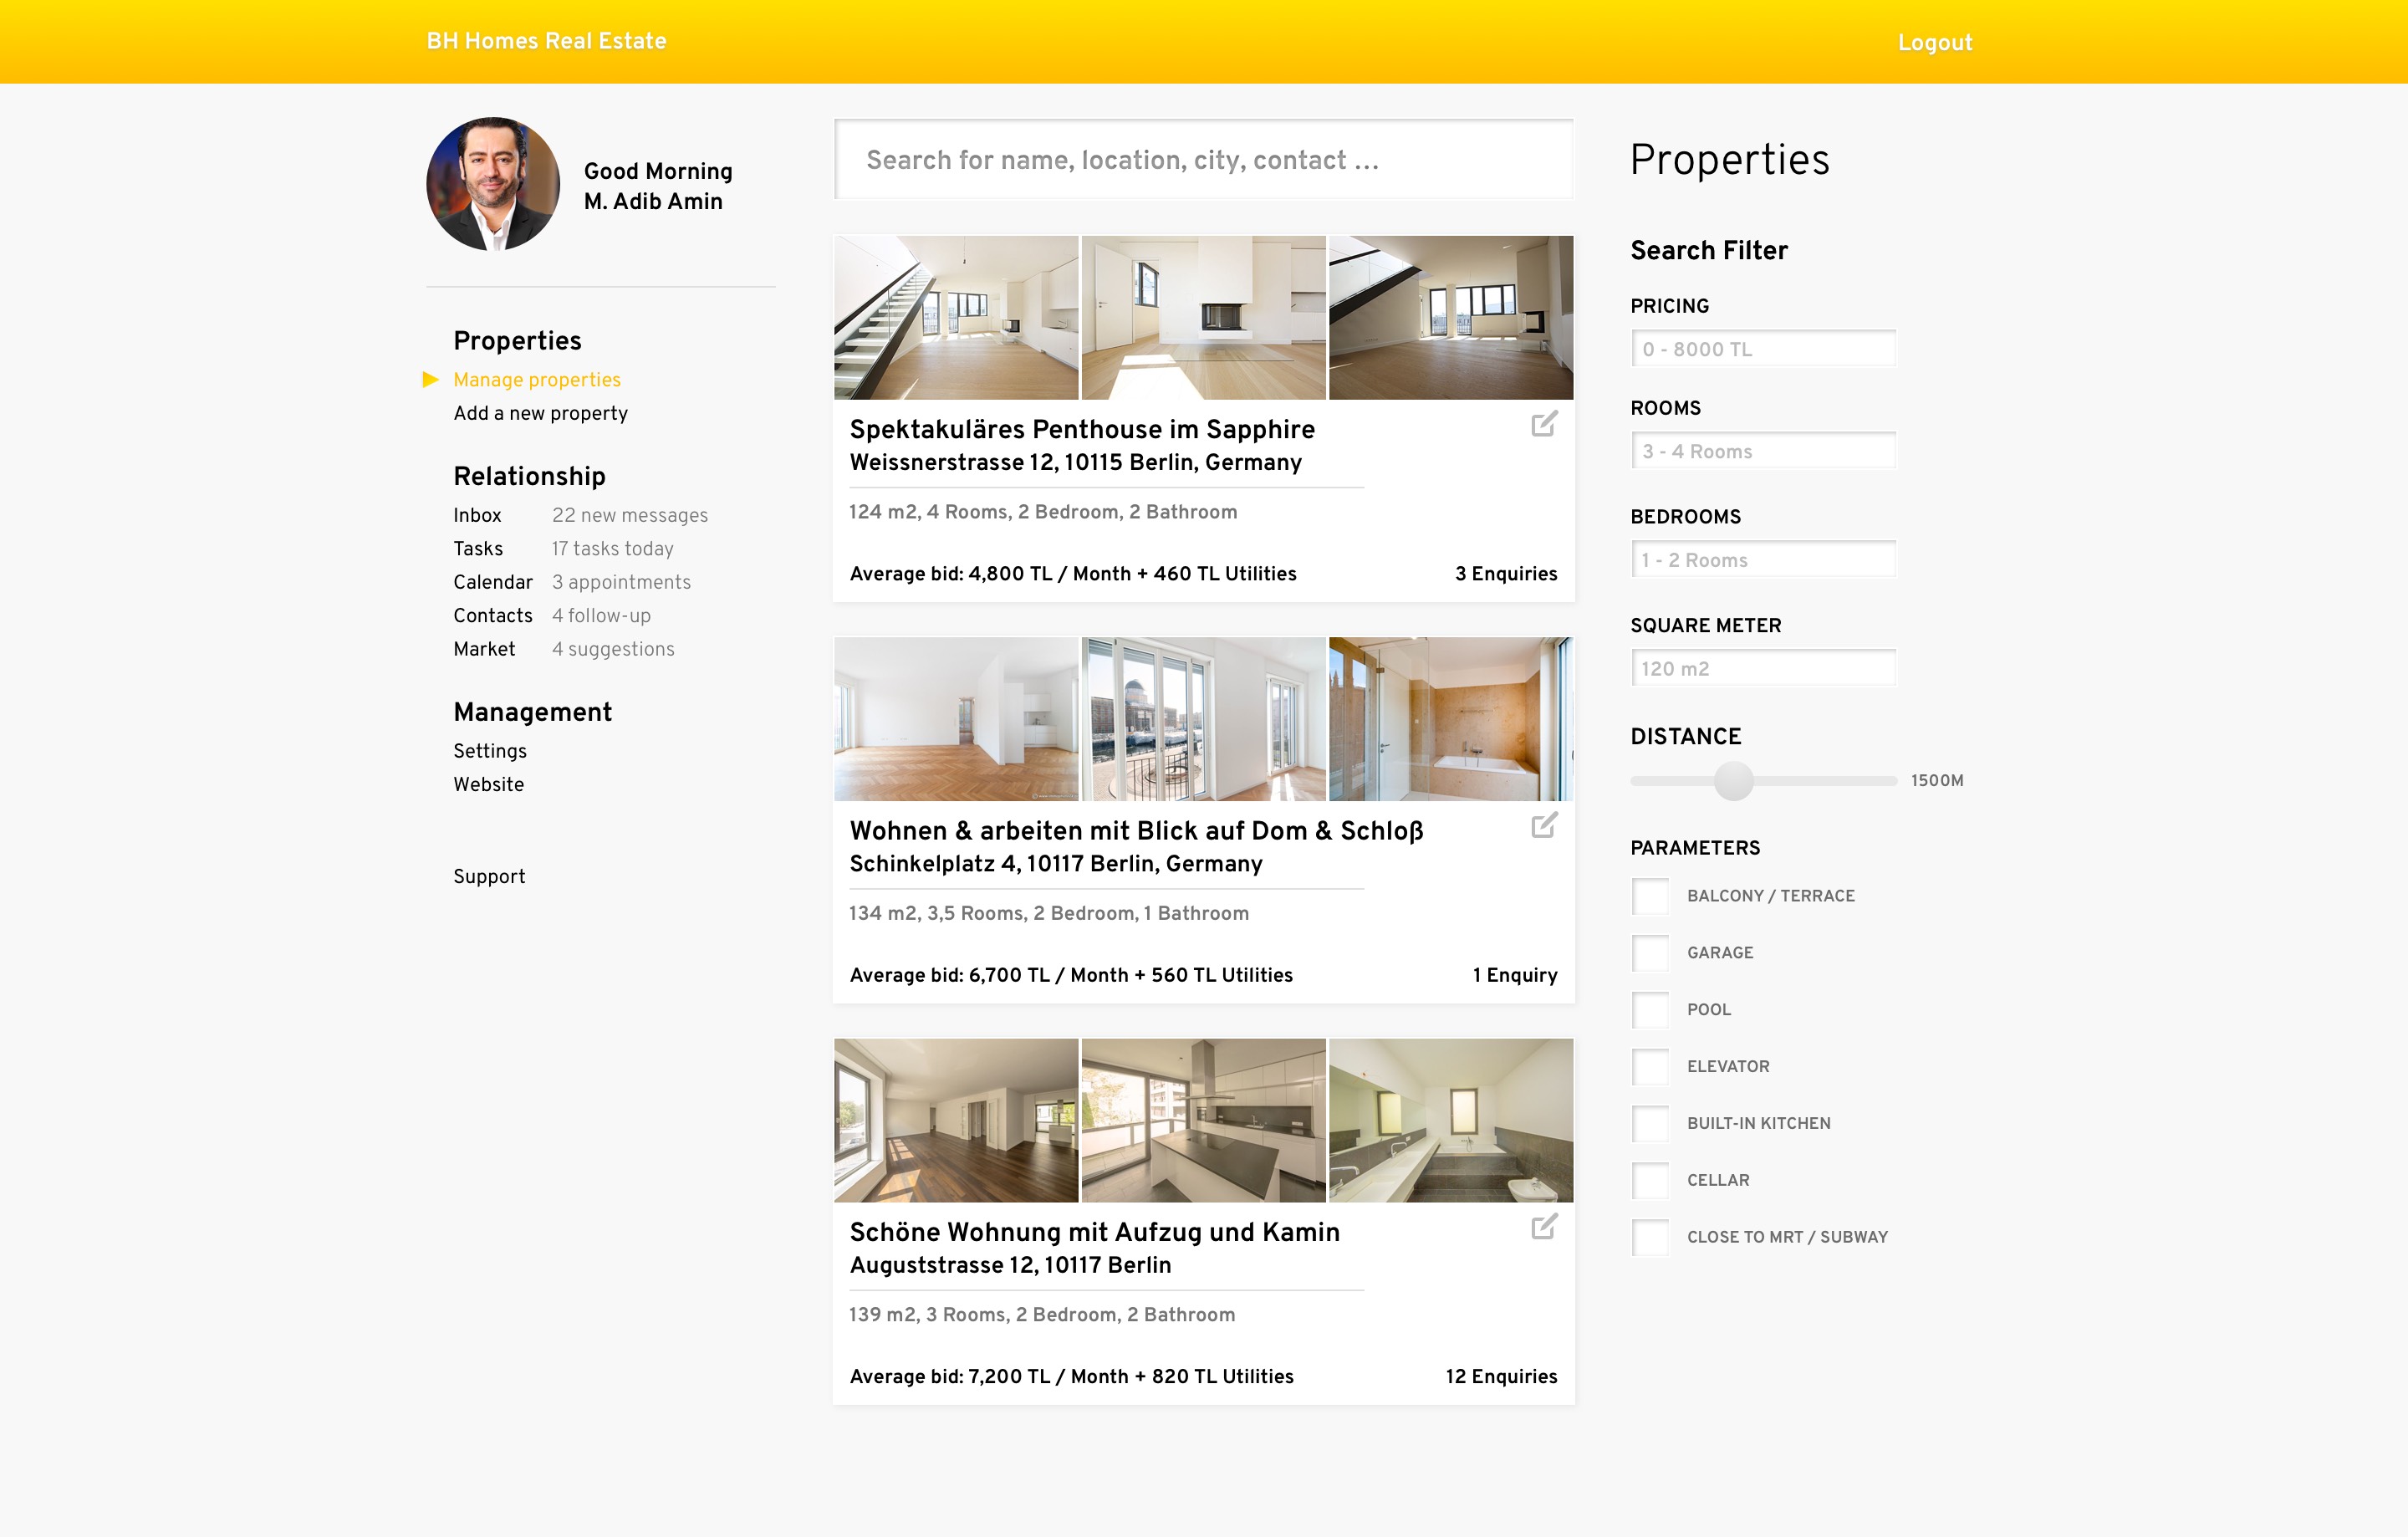 BH Homes Real Estate
Logout
Good Morning
M. Adib Amin
Properties
Manage properties
Add a new property
Relationship
Inbox 22 new messages
Tasks 17 tasks today
Calendar 3 appointments
Contacts 4 follow-up
Market 4 suggestions
Management
Settings
Website
Support
Search for name, location, city, contact ...
Spektakuläres Penthouse im Sapphire
Weissnerstrasse 12, 10115 Berlin, Germany
124 m2, 4 Rooms, 2 Bedroom, 2 Bathroom
Average bid: 4,800 TL / Month + 460 TL Utilities
3 Enquiries
Wohnen & arbeiten mit Blick auf Dom & Schloß
Schinkelplatz 4, 10117 Berlin, Germany
134 m2, 3,5 Rooms, 2 Bedroom, 1 Bathroom
Average bid: 6,700 TL / Month + 560 TL Utilities
1 Enquiry
Schöne Wohnung mit Aufzug und Kamin
Auguststrasse 12, 10117 Berlin
139 m2, 3 Rooms, 2 Bedroom, 2 Bathroom
Average bid: 7,200 TL / Month + 820 TL Utilities
12 Enquiries
Properties
Search Filter
PRICING
0 - 8000 TL
ROOMS
3 - 4 Rooms
BEDROOMS
1 - 2 Rooms
SQUARE METER
120 m2
DISTANCE
1500M
PARAMETERS
BALCONY / TERRACE
GARAGE
POOL
ELEVATOR
BUILT-IN KITCHEN
CELLAR
CLOSE TO MRT / SUBWAY